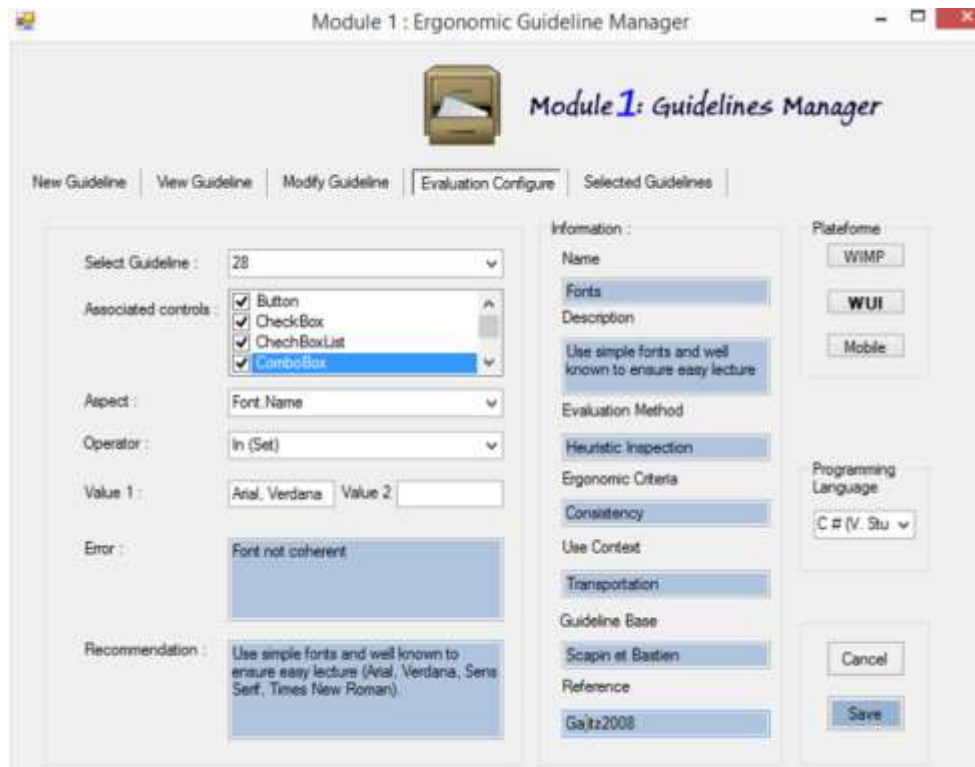 Module 1 : Ergonomic Guideline Manager
Module 1: Guidelines Manager
New Guideline View Guideline Modify Guideline Evaluation Configure Selected Guidelines
Select Guideline : 28
Associated controls : Button
CheckBox
ChechBoxList
ComboBox
Aspect : Font.Name
Operator : In (Set)
Value 1 : Arial, Verdana Value 2
Error : Font not coherent
Recommendation : Use simple fonts and well known to
ensure easy lecture (Arial, Verdana, Sens
Serif, Times New Roman).
Information :
Name
Fonts
Description
Use simple fonts and well
known to ensure easy lecture
Evaluation Method
Heuristic Inspection
Ergonomic Criteria
Consistency
Use Context
Transportation
Guideline Base
Scapin et Bastien
Reference
Galtz2008
Plateforme
WIMP
WUI
Mobile
Programming
Language
C # (V. Stu
Cancel
Save